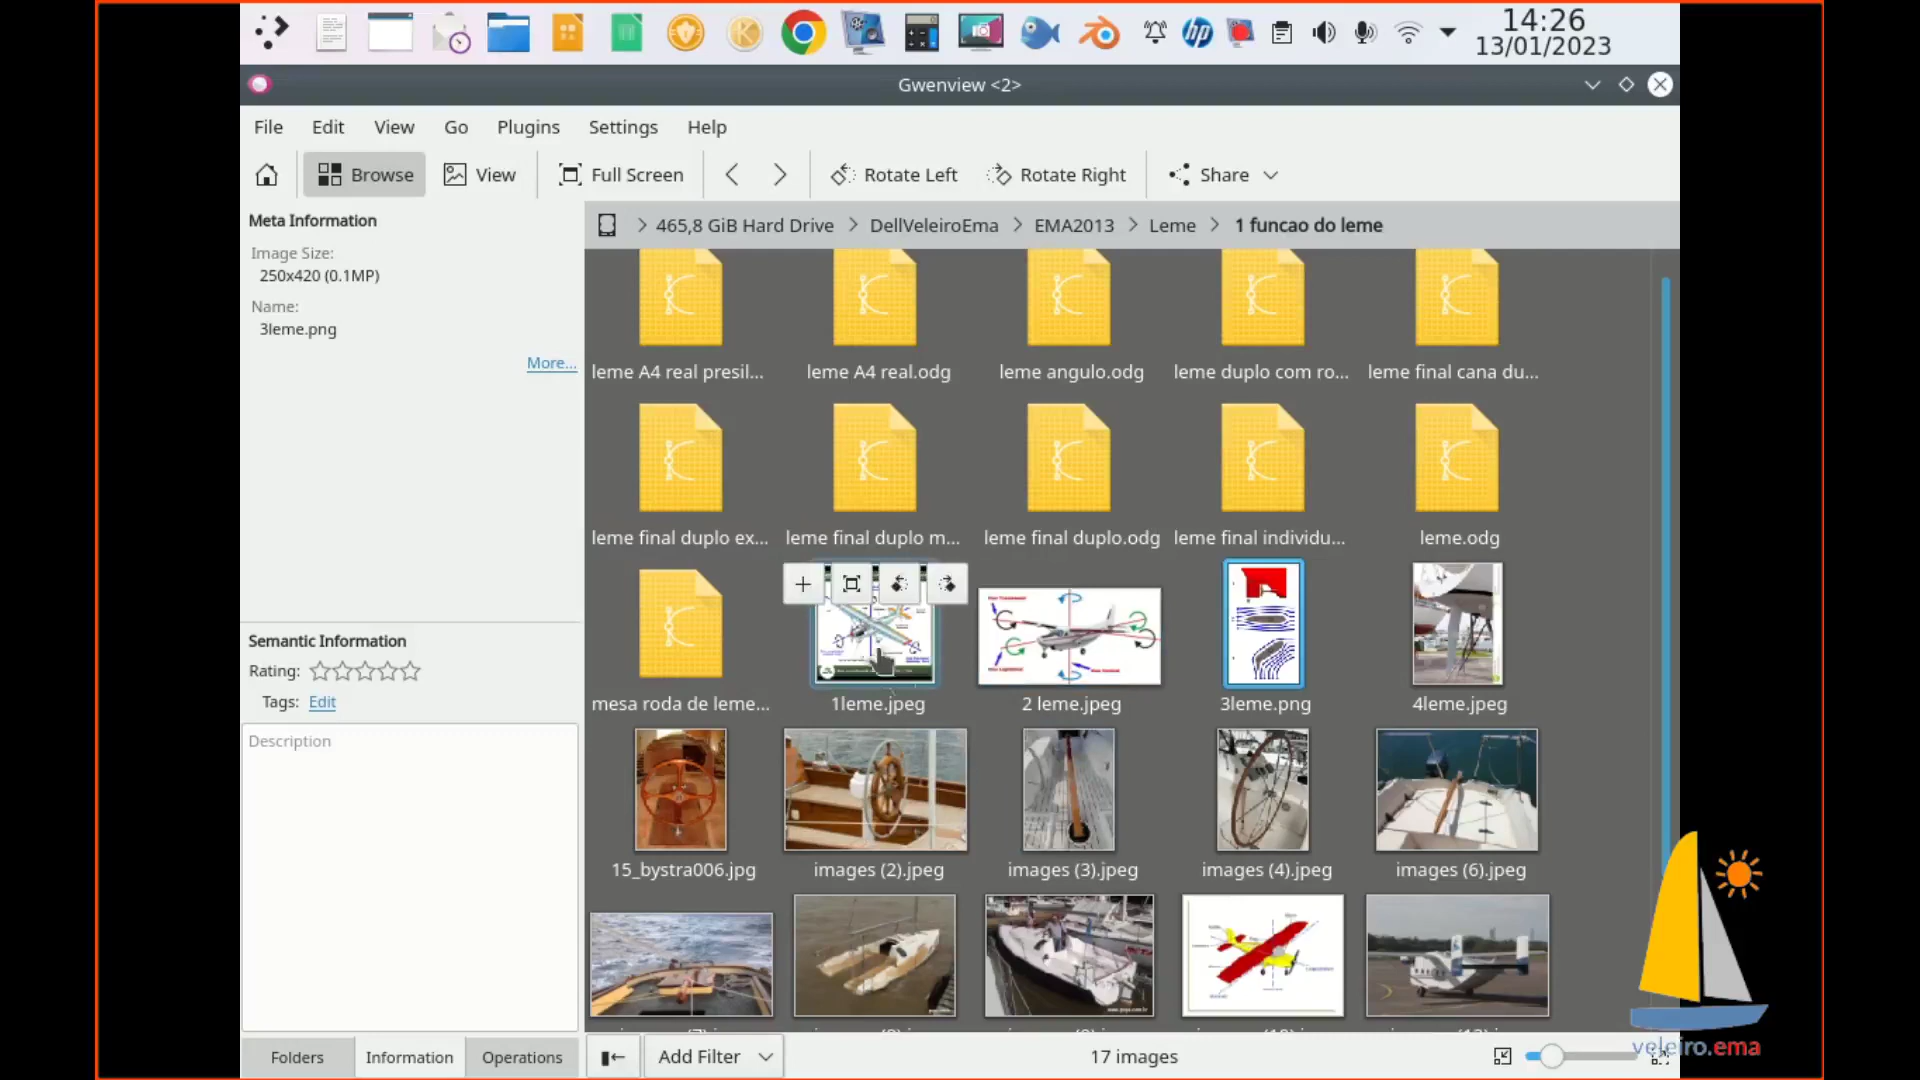 14:26
13/01/2023
Gwenview <2>
File Edit View Go Plugins Settings Help
Browse View Full Screen Rotate Left Rotate Right Share
Meta Information
Image Size:
250x420 (0.1MP)
Name:
3leme.png
More...
465,8 GiB Hard Drive DellVeleiroEma EMA2013 Leme 1 funcao do leme
leme A4 real presil... leme A4 real.odg leme angulo.odg leme duplo com ro... leme final cana du...
leme final duplo ex... leme final duplo m... leme final duplo.odg leme final individu... leme.odg
mesa roda de leme... 1leme.jpeg 2 leme.jpeg 3leme.png 4leme.jpeg
15_bystra006.jpg images (2).jpeg images (3).jpeg images (4).jpeg images (6).jpeg
Semantic Information
Rating:
Tags: Edit
Description
Folders Information Operations
Add Filter
17 images
veleiro.ema